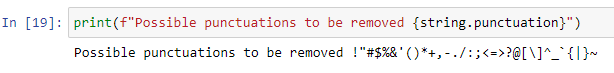 In [19]: print(f"Possible punctuations to be removed {string.punctuation}")
Possible punctuations to be removed !"#$%&'()*+,-./:;<=>?@[\]^_`{|}~